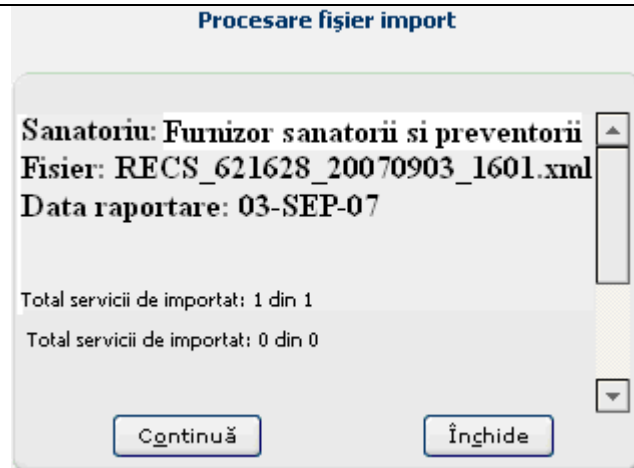 Procesare fişier import
Sanatoriu: Furnizor sanatorii si preventorii
Fisier: RECS_621628_20070903_1601.xml
Data raportare: 03-SEP-07
Total servicii de importat: 1 din 1
Total servicii de importat: 0 din 0
Continuă Închide